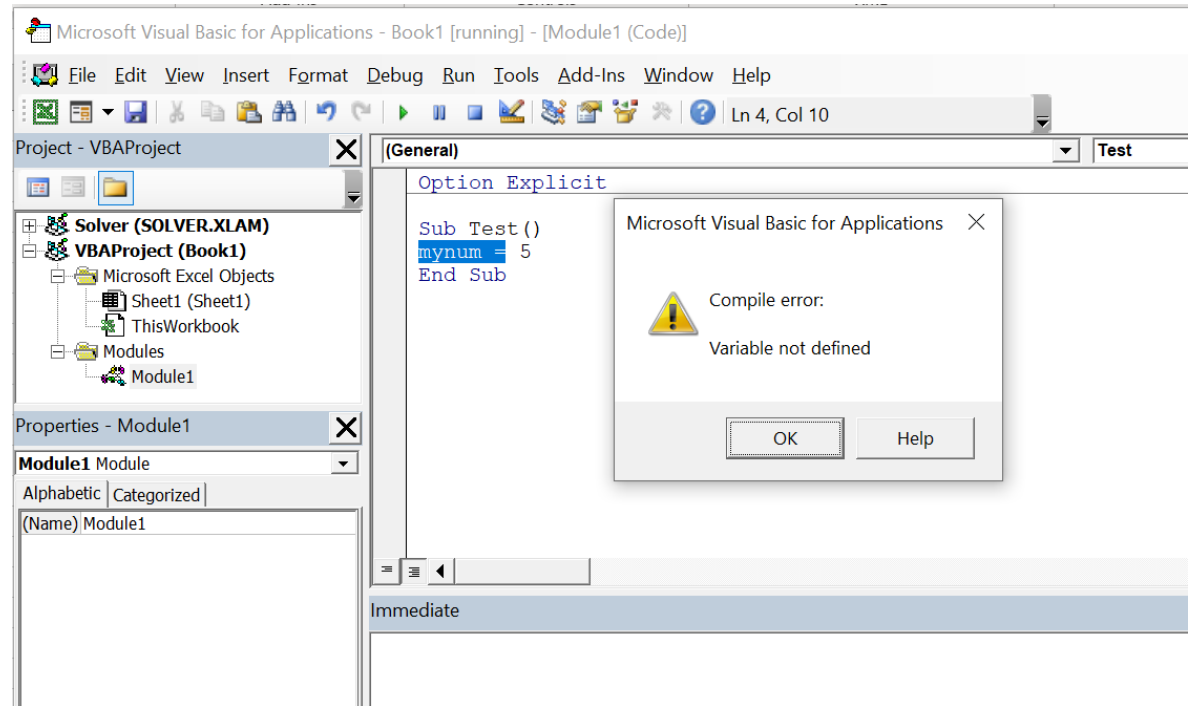 Microsoft Visual Basic for Applications - Book1 [running] - [Module1 (Code)]
File Edit View Insert Format Debug Run Tools Add-Ins Window Help
Ln 4, Col 10
Project - VBAProject
Solver (SOLVER.XLAM)
VBAProject (Book1)
Microsoft Excel Objects
Sheet1 (Sheet1)
ThisWorkbook
Modules
Module1
Properties - Module1
Module1 Module
Alphabetic Categorized
(Name) Module1
(General) Test
Option Explicit
Sub Test()
mynum = 5
End Sub
Microsoft Visual Basic for Applications
Compile error:
Variable not defined
OK Help
Immediate